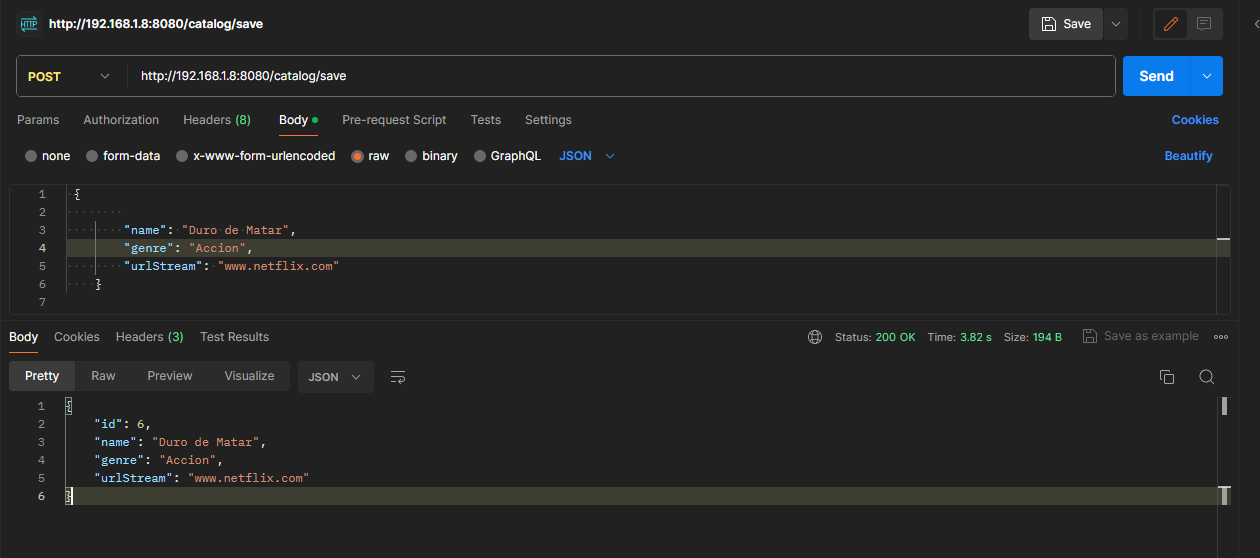 HTTP http://192.168.1.8:8080/catalog/save Save
POST http://192.168.1.8:8080/catalog/save Send
Params Authorization Headers (8) Body Pre-request Script Tests Settings Cookies
none form-data x-www-form-urlencoded raw binary GraphQL JSON Beautify
1 {
2
3 "name": "Duro de Matar",
4 "genre": "Accion",
5 "urlStream": "www.netflix.com"
6 }
7
Body Cookies Headers (3) Test Results Status: 200 OK Time: 3.82 s Size: 194 B Save as example
Pretty Raw Preview Visualize JSON
1 {
2 "id": 6,
3 "name": "Duro de Matar",
4 "genre": "Accion",
5 "urlStream": "www.netflix.com"
6 }